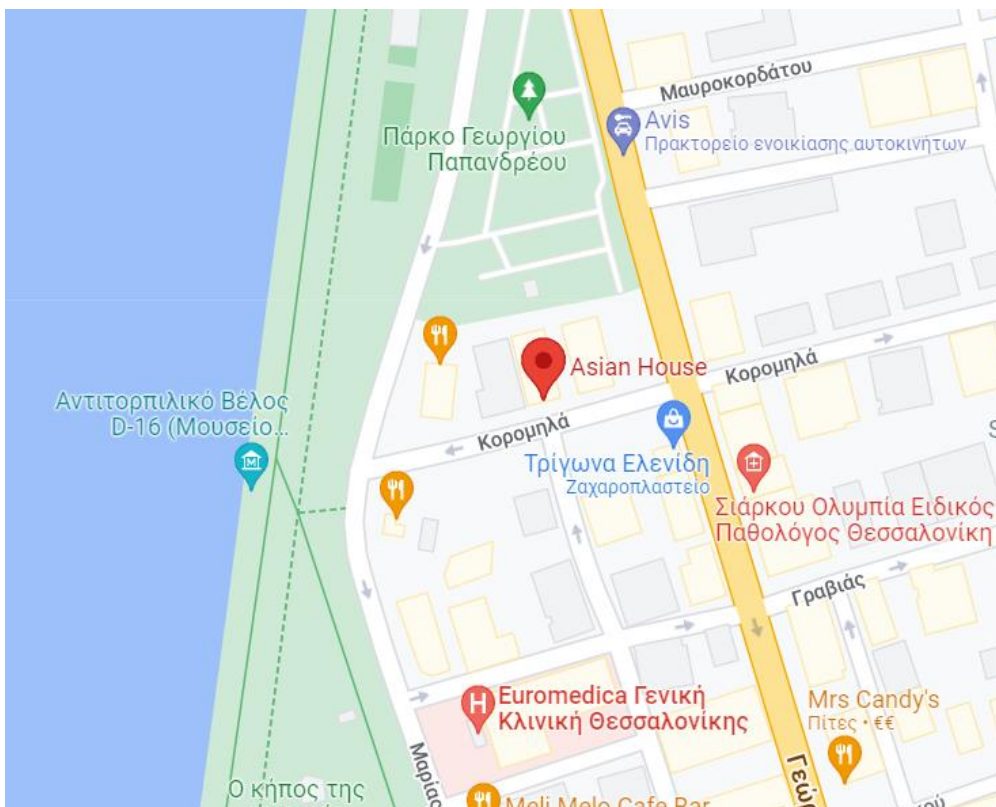 Μαυροκορδάτου
Avis
Πρακτορείο ενοικίασης αυτοκινήτων
Πάρκο Γεωργίου
Παπανδρέου
Asian House
Κορομηλά
Αντιτορπιλικό Βέλος
D-16 (Μουσείο...
Κορομηλά
Τρίγωνα Ελενίδη
Ζαχαροπλαστείο
S
Σιάρκου Ολυμπία Ειδικός
Παθολόγος Θεσσαλονίκη
Γραβιάς
Euromedica Γενική
Κλινική Θεσσαλονίκης
Mrs Candy's
Πίτες · €€
Μαρίας
Γεώρ
Ο κήπος της
Meli Melo Cafe Bar
H
M